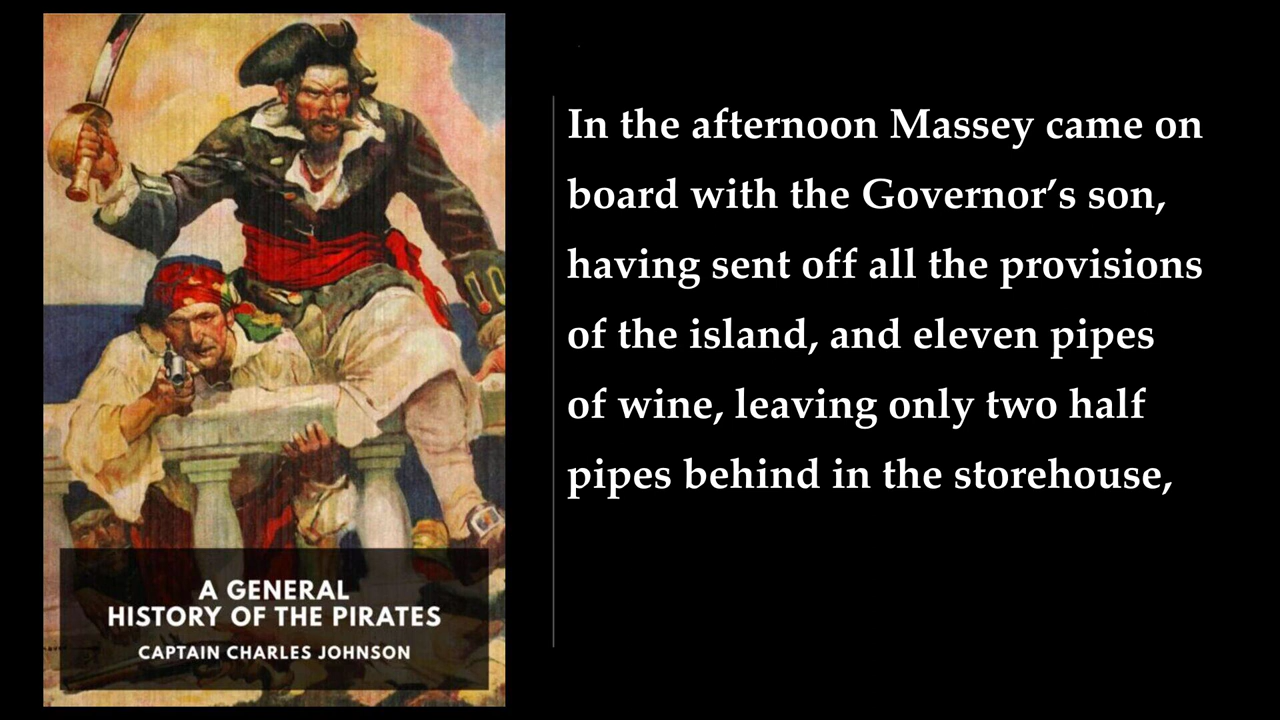 A GENERAL
HISTORY OF THE PIRATES
CAPTAIN CHARLES JOHNSON
In the afternoon Massey came on
board with the Governor’s son,
having sent off all the provisions
of the island, and eleven pipes
of wine, leaving only two half
pipes behind in the storehouse,